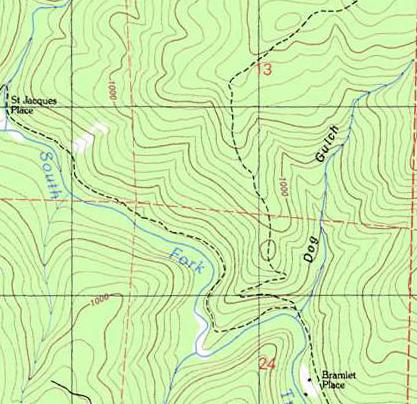 13
1000
St Jacques
Place
Gulch
South
1000
Dog
Fork
1000
24
Bramlet
Place